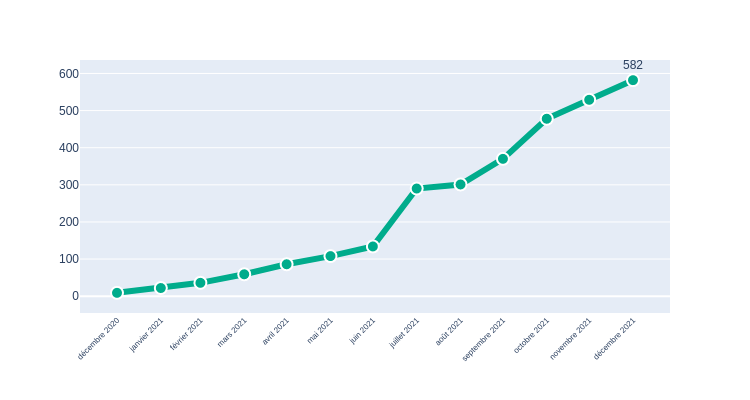 582
600
500
400
300
200
100
0
décembre 2020
janvier 2021
février 2021
mars 2021
avril 2021
mai 2021
juin 2021
juillet 2021
août 2021
septembre 2021
octobre 2021
novembre 2021
décembre 2021